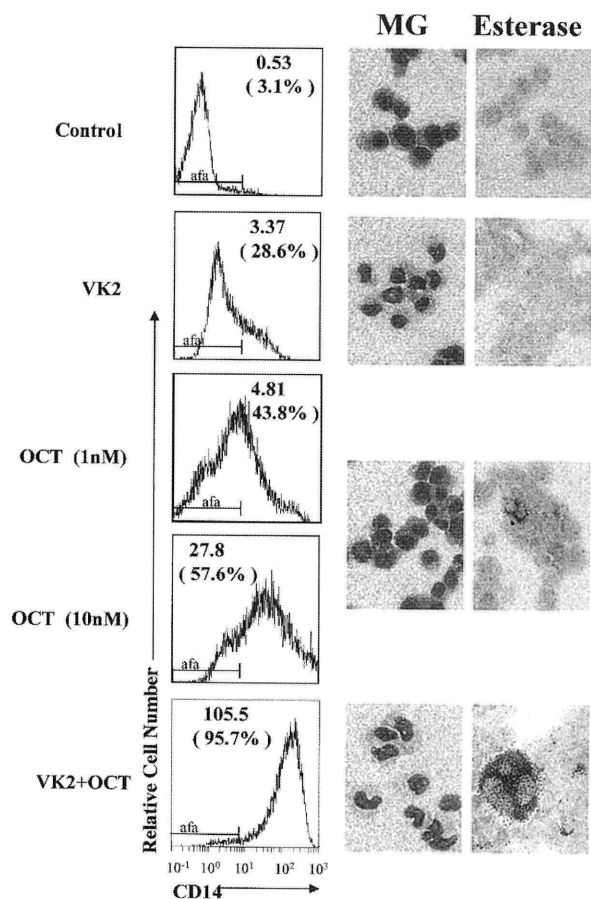 MG Esterase
Control
0.53
( 3.1% )
afa
VK2
3.37
( 28.6% )
afa
OCT (1nM)
4.81
43.8% )
afa
OCT (10nM)
27.8
( 57.6% )
afa
VK2+OCT
105.5
( 95.7% )
afa
Relative Cell Number
10-1 100 101 102 103
CD14